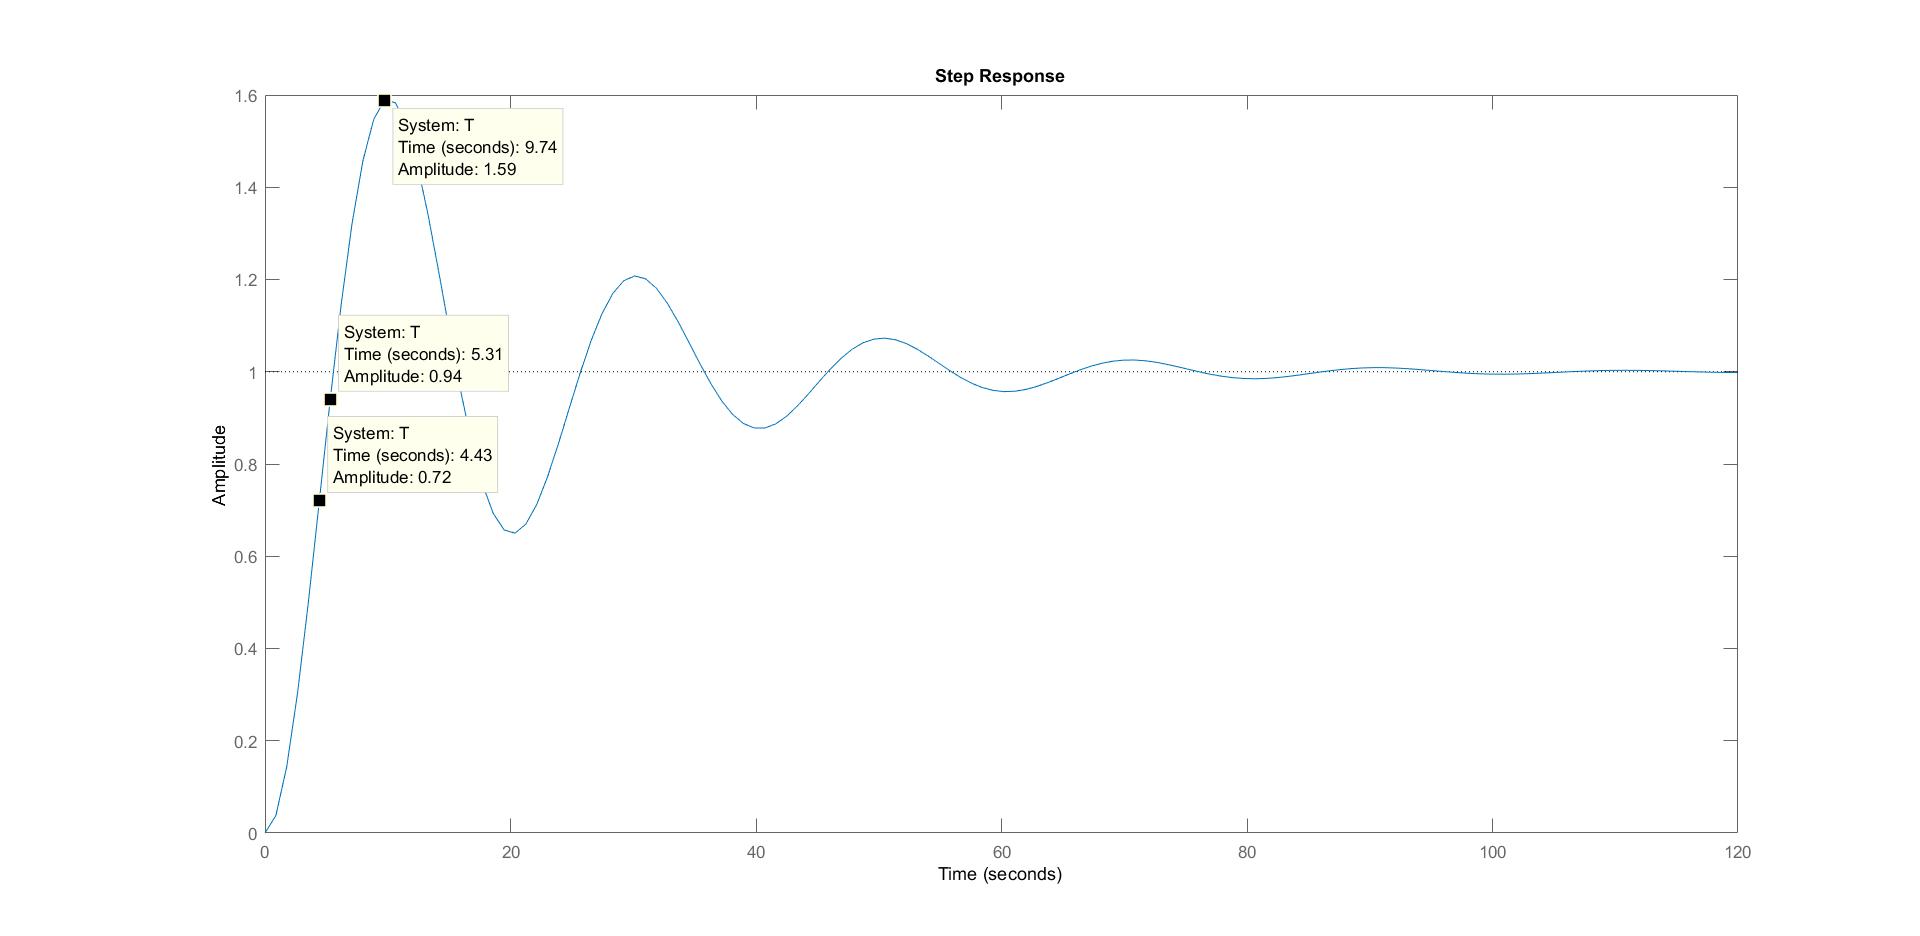 Step Response
1.6
1.4
1.2
1
0.8
0.6
0.4
0.2
0
Amplitude
System: T
Time (seconds): 9.74
Amplitude: 1.59
System: T
Time (seconds): 5.31
Amplitude: 0.94
System: T
Time (seconds): 4.43
Amplitude: 0.72
0 20 40 60 80 100 120
Time (seconds)